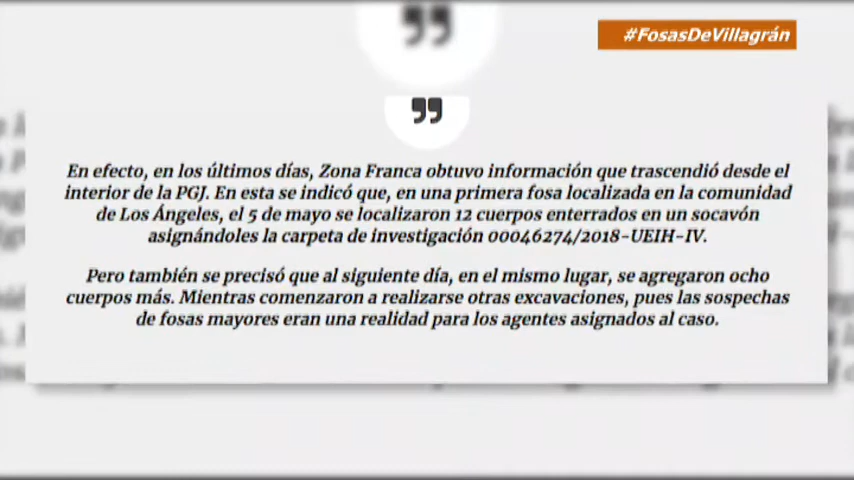 #FosasDeVillagrán
En efecto, en los últimos días, Zona Franca obtuvo información que trascendió desde el
interior de la PGJ. En esta se indicó que, en una primera fosa localizada en la comunidad
de Los Ángeles, el 5 de mayo se localizaron 12 cuerpos enterrados en un socavón
asignándoles la carpeta de investigación 00046274/2018-UEIH-IV.
Pero también se precisó que al siguiente día, en el mismo lugar, se agregaron ocho
cuerpos más. Mientras comenzaron a realizarse otras excavaciones, pues las sospechas
de fosas mayores eran una realidad para los agentes asignados al caso.